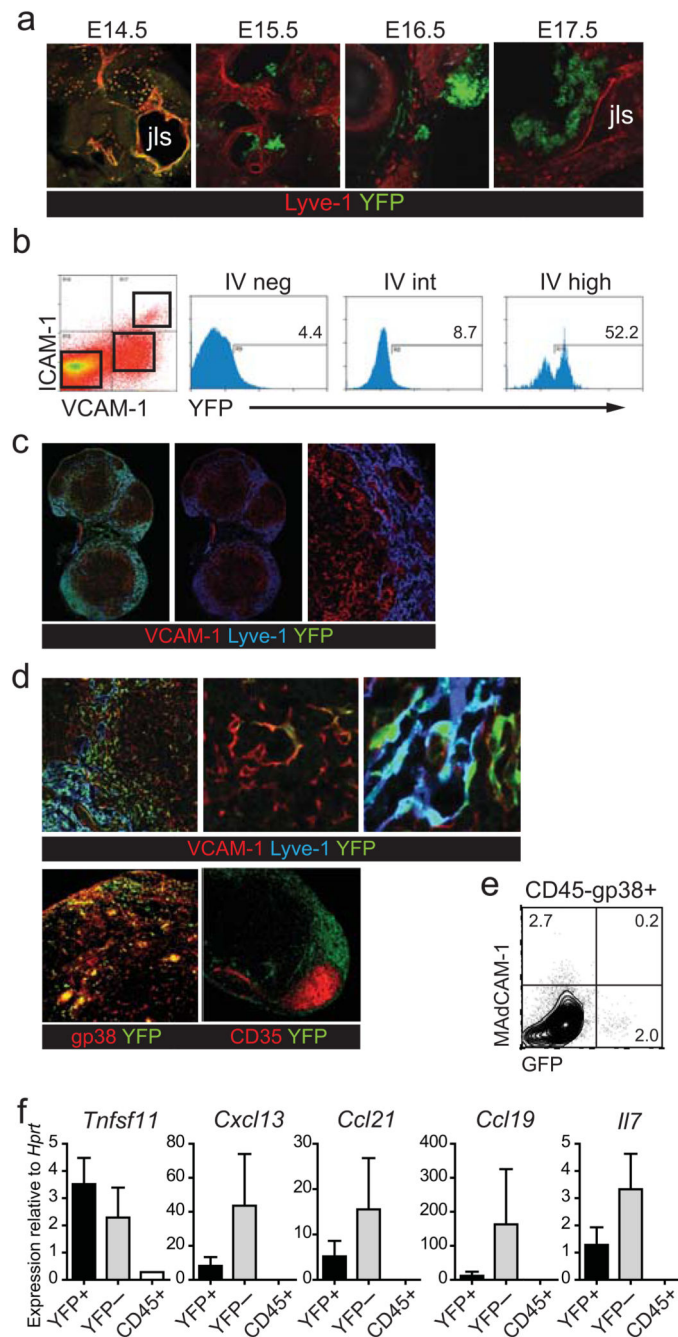 a
E14.5 E15.5 E16.5 E17.5
jls jls
Lyve-1 YFP
b
IV neg IV int IV high
4.4 8.7 52.2
ICAM-1
VCAM-1 YFP
c
VCAM-1 Lyve-1 YFP
d
VCAM-1 Lyve-1 YFP
gp38 YFP CD35 YFP
e
CD45-gp38+
2.7 0.2
2.0
MAdCAM-1
GFP
f
Tnfsf11 Cxcl13 Ccl21 Ccl19 Il7
Expression relative to Hprt
5 80 30 400 5
4 60 300 4
3 20 3
40 200
2 10 2
20 100
1 1
0 0 0 0 0
YFP+ YFP– CD45+ YFP+ YFP– CD45+ YFP+ YFP– CD45+ YFP+ YFP– CD45+ YFP+ YFP– CD45+